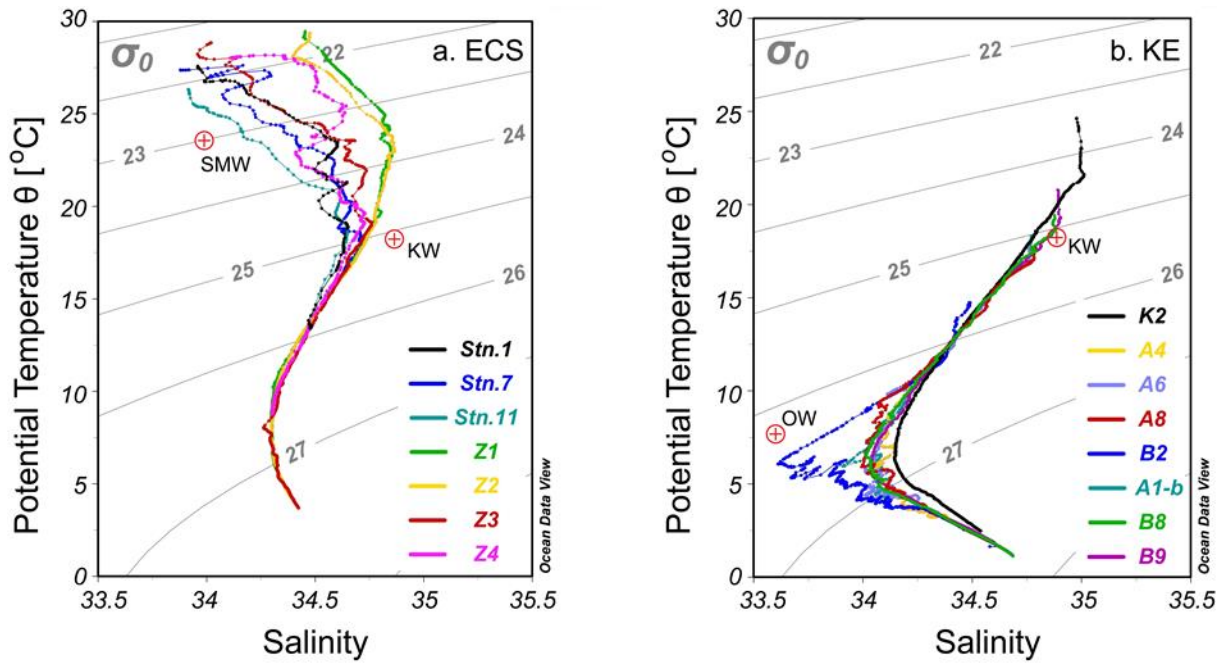 σ0
a. ECS
22
24
23
SMW
KW
25
26
27
Stn.1
Stn.7
Stn.11
Z1
Z2
Z3
Z4
30
25
20
15
10
5
0
33.5
34
34.5
35
35.5
Potential Temperature θ [ °C]
Salinity
Ocean Data View
σ0
b. KE
22
24
23
KW
25
26
OW
27
K2
A4
A6
A8
B2
A1-b
B8
B9
30
25
20
15
10
5
0
33.5
34
34.5
35
35.5
Potential Temperature θ [ °C]
Salinity
Ocean Data View